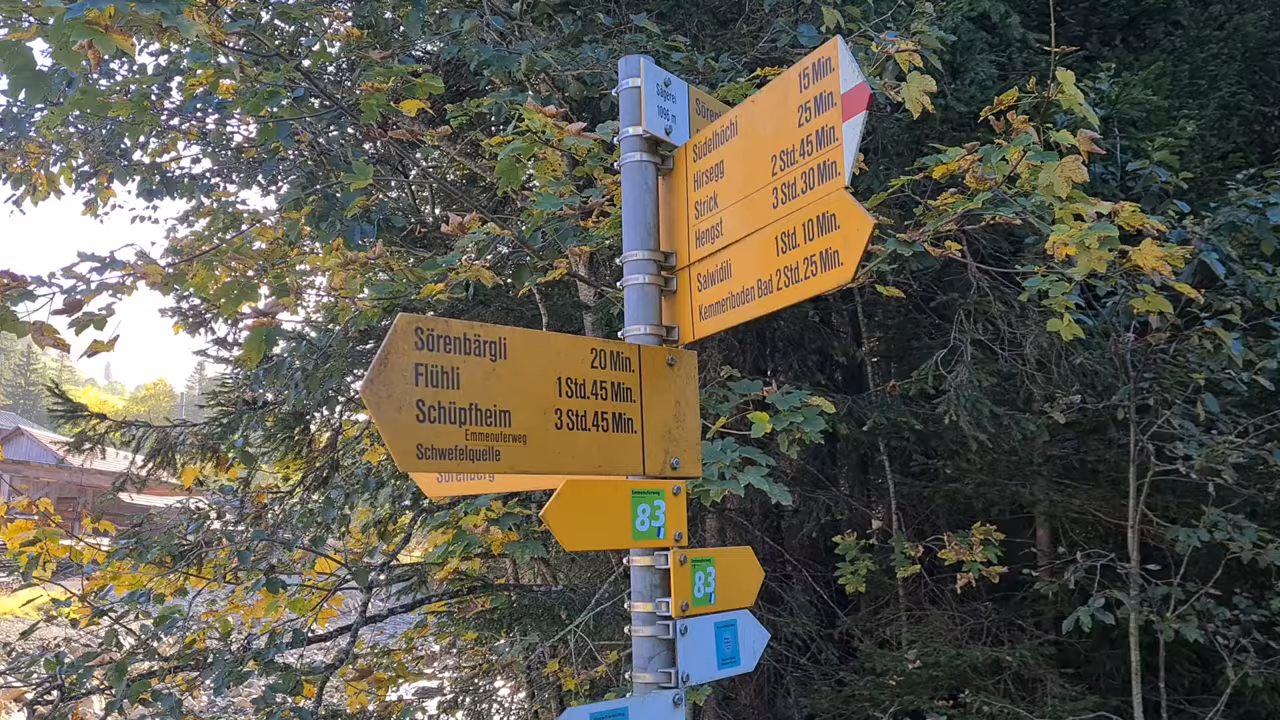 Sägerei
1096 m
Sören
Südelhöchi 15 Min.
Hirsegg 25 Min.
Strick 2 Std. 45 Min.
Hengst 3 Std. 30 Min.
Salwidili 1 Std. 10 Min.
Kemmeriboden Bad 2 Std. 25 Min.
Sörenbärgli 20 Min.
Flühli 1 Std. 45 Min.
Schüpfheim 3 Std. 45 Min.
Emmenuferweg
Schwefelquelle
Sörenberg
Emmenuferweg
83
83